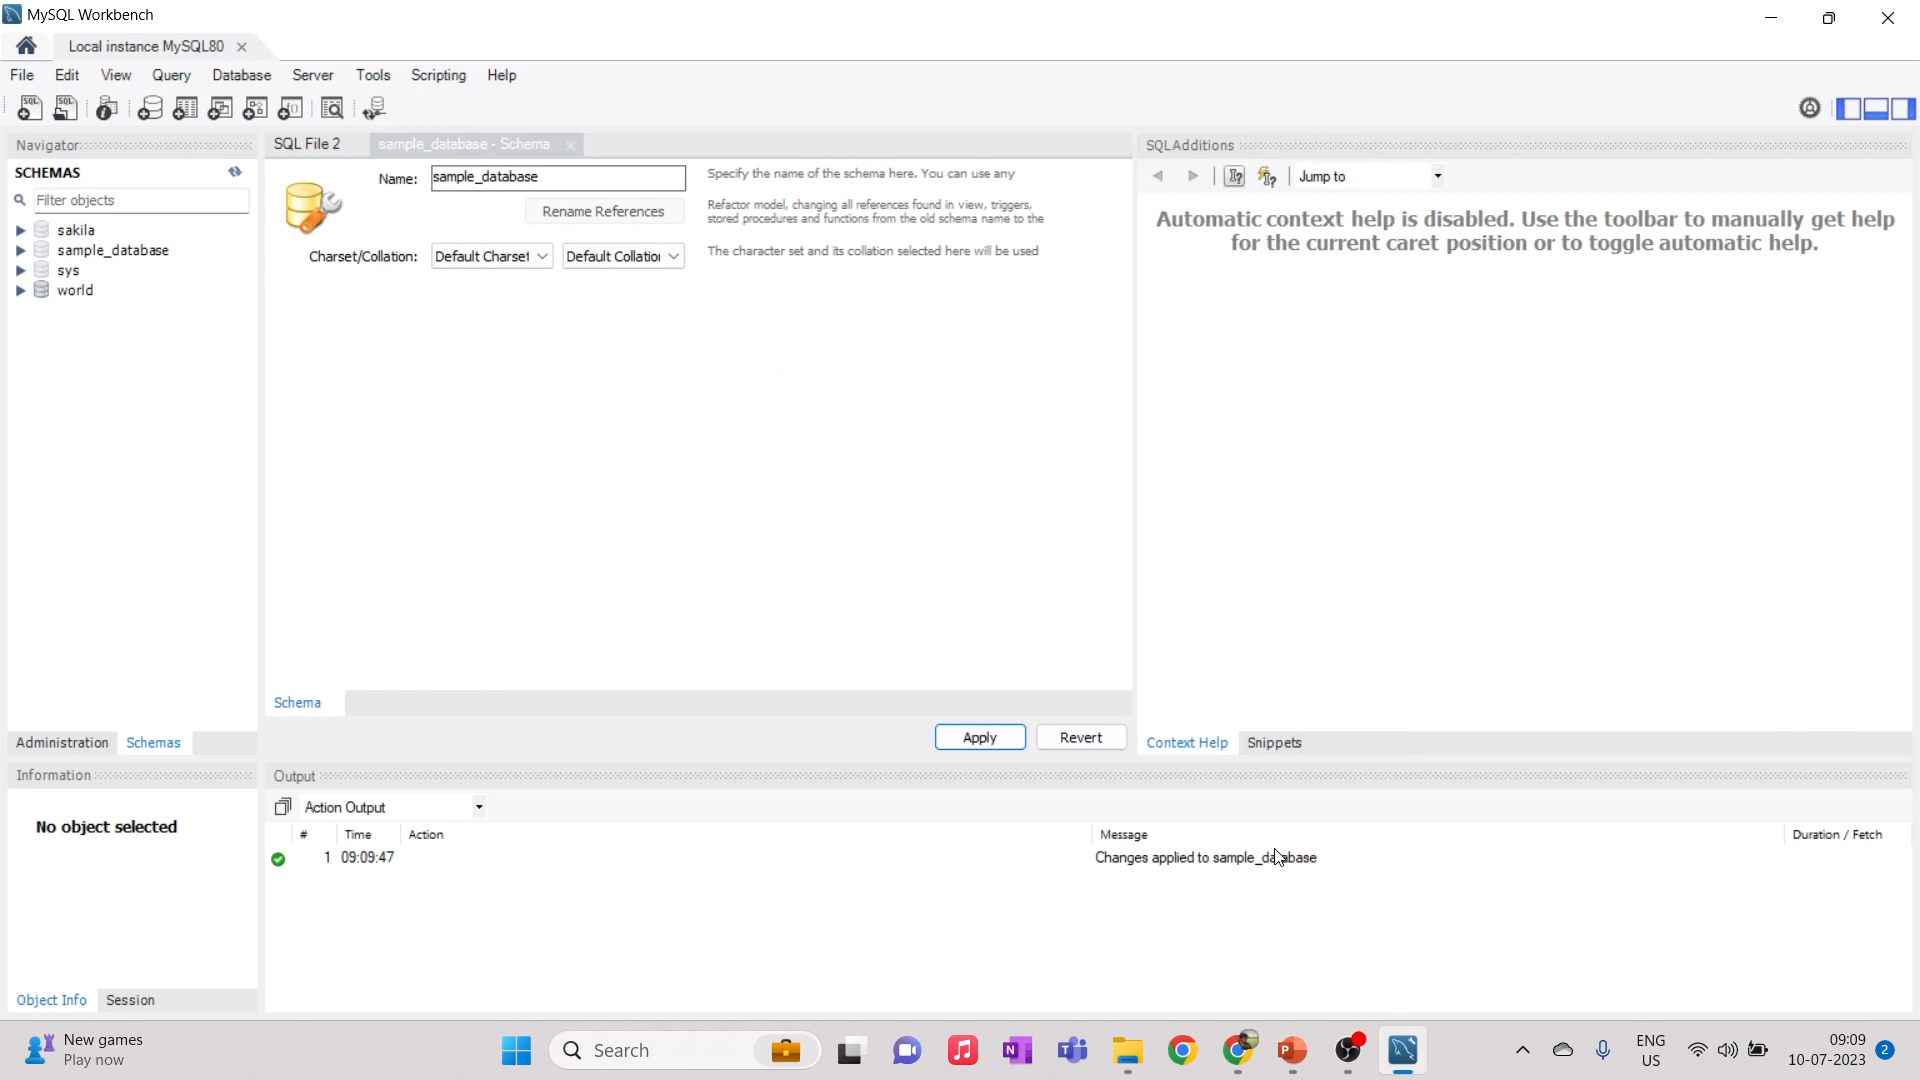 MySQL Workbench
Local instance MySQL80
File Edit View Query Database Server Tools Scripting Help
Navigator
SCHEMAS
Filter objects
sakila
sample_database
sys
world
Administration Schemas
Information
No object selected
Object Info Session
SQL File 2 sample_database - Schema
Name: sample_database
Specify the name of the schema here. You can use any
Rename References
Refactor model, changing all references found in view, triggers,
stored procedures and functions from the old schema name to the
Charset/Collation: Default Charset Default Collation
The character set and its collation selected here will be used
Schema
Apply Revert
SQLAdditions
Jump to
Automatic context help is disabled. Use the toolbar to manually get help
for the current caret position or to toggle automatic help.
Context Help Snippets
Output
Action Output
# Time Action Message Duration / Fetch
1 09:09:47 Changes applied to sample_database
New games
Play now
Search
ENG
US
09:09
10-07-2023
2